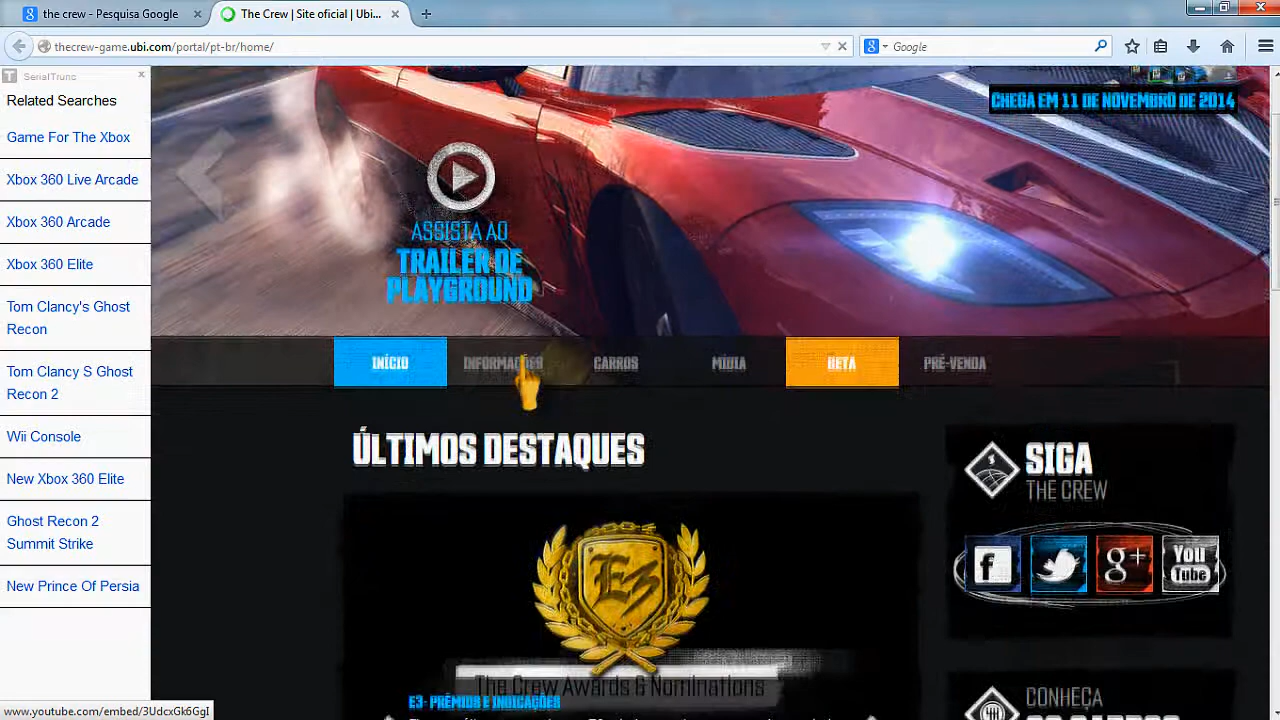 the crew - Pesquisa Google
The Crew | Site oficial | Ubi...
thecrew-game.ubi.com/portal/pt-br/home/
Google
SerialTrunc
Related Searches
Game For The Xbox
Xbox 360 Live Arcade
Xbox 360 Arcade
Xbox 360 Elite
Tom Clancy's Ghost
Recon
Tom Clancy S Ghost
Recon 2
Wii Console
New Xbox 360 Elite
Ghost Recon 2
Summit Strike
New Prince Of Persia
CHEGA EM 11 DE NOVEMBRO DE 2014
ASSISTA AO
TRAILER DE
PLAYGROUND
INÍCIO
INFORMAÇÕES
CARROS
MÍDIA
BETA
PRÉ-VENDA
ÚLTIMOS DESTAQUES
E3
The Crew Awards & Nominations
E3- PRÊMIOS E INDICAÇÕES
SIGA
THE CREW
You
Tube
CONHEÇA
www.youtube.com/embed/3UdcxGk6GgI